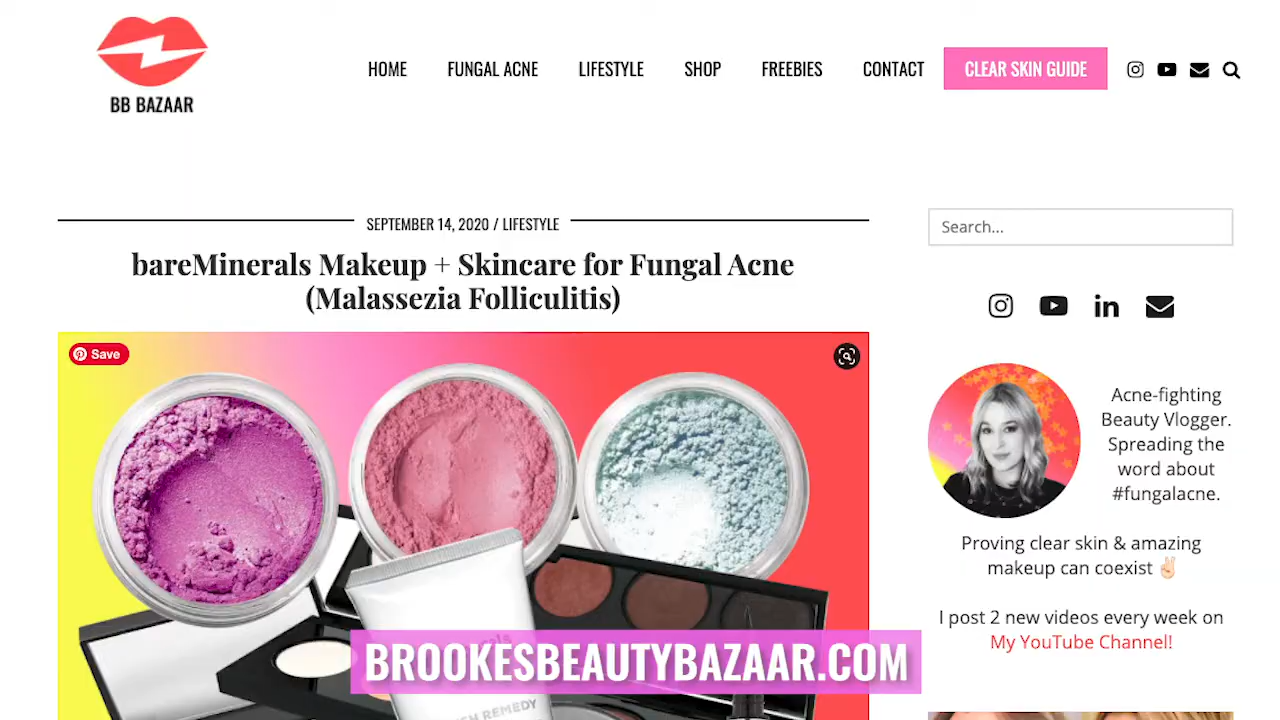 BB BAZAAR
HOME
FUNGAL ACNE
LIFESTYLE
SHOP
FREEBIES
CONTACT
CLEAR SKIN GUIDE
SEPTEMBER 14, 2020 / LIFESTYLE
bareMinerals Makeup + Skincare for Fungal Acne
(Malassezia Folliculitis)
Save
REMEDY
BROOKESBEAUTYBAZAAR.COM
Search...
Acne-fighting
Beauty Vlogger.
Spreading the
word about
#fungalacne.
Proving clear skin & amazing
makeup can coexist ✌🏻
I post 2 new videos every week on
My YouTube Channel!